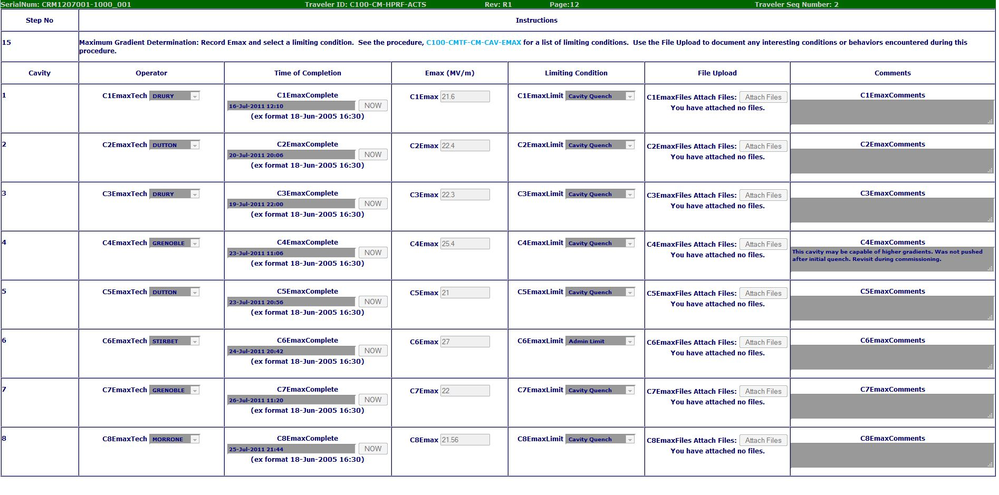 SerialNum: CRM1207001-1000_001 Traveler ID: C100-CM-HPRF-ACTS Rev: R1 Page:12 Traveler Seq Number: 2
Step No Instructions
15 Maximum Gradient Determination: Record Emax and select a limiting condition.  See the procedure, C100-CMTF-CM-CAV-EMAX for a list of limiting conditions.  Use the File Upload to document any interesting conditions or behaviors encountered during this
procedure.
Cavity Operator Time of Completion Emax (MV/m) Limiting Condition File Upload Comments
1 C1EmaxTech DRURY C1EmaxComplete C1Emax 21.6 C1EmaxLimit Cavity Quench C1EmaxFiles Attach Files: Attach Files C1EmaxComments
16-Jul-2011 12:10 NOW You have attached no files.
(ex format 18-Jun-2005 16:30)
2 C2EmaxTech DUTTON C2EmaxComplete C2Emax 22.4 C2EmaxLimit Cavity Quench C2EmaxFiles Attach Files: Attach Files C2EmaxComments
20-Jul-2011 20:06 NOW You have attached no files.
(ex format 18-Jun-2005 16:30)
3 C3EmaxTech DRURY C3EmaxComplete C3Emax 22.3 C3EmaxLimit Cavity Quench C3EmaxFiles Attach Files: Attach Files C3EmaxComments
19-Jul-2011 22:00 NOW You have attached no files.
(ex format 18-Jun-2005 16:30)
4 C4EmaxTech GRENOBLE C4EmaxComplete C4Emax 25.4 C4EmaxLimit Cavity Quench C4EmaxFiles Attach Files: Attach Files C4EmaxComments
23-Jul-2011 11:06 NOW You have attached no files. This cavity may be capable of higher gradients. Was not pushed
after initial quench. Revisit during commissioning.
(ex format 18-Jun-2005 16:30)
5 C5EmaxTech DUTTON C5EmaxComplete C5Emax 21 C5EmaxLimit Cavity Quench C5EmaxFiles Attach Files: Attach Files C5EmaxComments
23-Jul-2011 20:56 NOW You have attached no files.
(ex format 18-Jun-2005 16:30)
6 C6EmaxTech STIRBET C6EmaxComplete C6Emax 27 C6EmaxLimit Admin Limit C6EmaxFiles Attach Files: Attach Files C6EmaxComments
24-Jul-2011 20:42 NOW You have attached no files.
(ex format 18-Jun-2005 16:30)
7 C7EmaxTech GRENOBLE C7EmaxComplete C7Emax 22 C7EmaxLimit Cavity Quench C7EmaxFiles Attach Files: Attach Files C7EmaxComments
26-Jul-2011 11:20 NOW You have attached no files.
(ex format 18-Jun-2005 16:30)
8 C8EmaxTech MORRONE C8EmaxComplete C8Emax 21.56 C8EmaxLimit Cavity Quench C8EmaxFiles Attach Files: Attach Files C8EmaxComments
25-Jul-2011 21:44 NOW You have attached no files.
(ex format 18-Jun-2005 16:30)